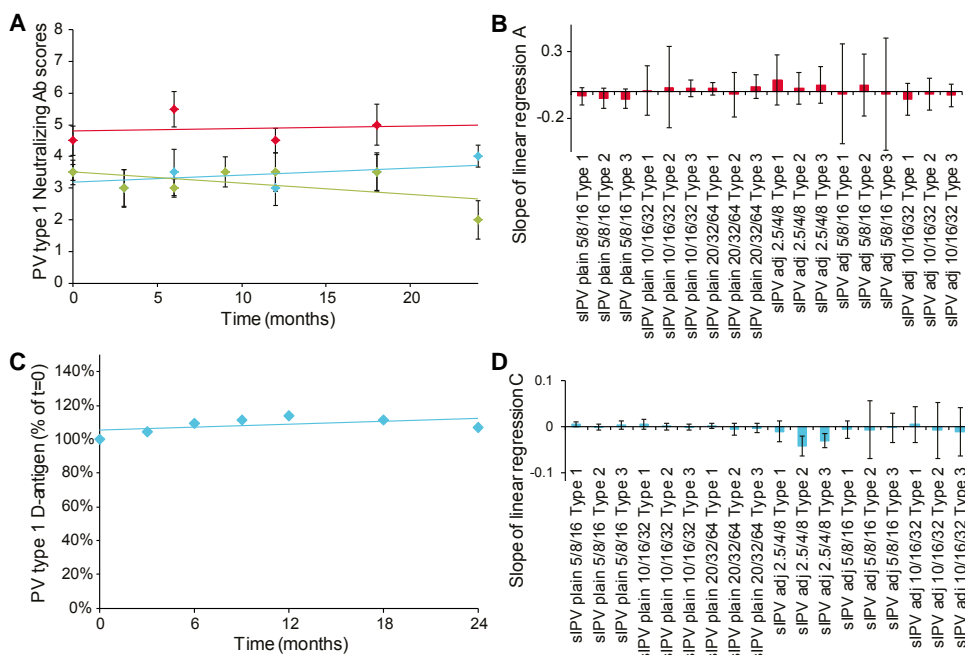 A
PV type 1 Neutralizing Ab scores
8
7
6
5
4
3
2
1
0
0
5
10
15
20
Time (months)
B
Slope of linear regression A
0.3
-0.2
sIPV plain 5/8/16 Type 1
sIPV plain 5/8/16 Type 2
sIPV plain 5/8/16 Type 3
sIPV plain 10/16/32 Type 1
sIPV plain 10/16/32 Type 2
sIPV plain 10/16/32 Type 3
sIPV plain 20/32/64 Type 1
sIPV plain 20/32/64 Type 2
sIPV plain 20/32/64 Type 3
sIPV adj 2.5/4/8 Type 1
sIPV adj 2.5/4/8 Type 2
sIPV adj 2.5/4/8 Type 3
sIPV adj 5/8/16 Type 1
sIPV adj 5/8/16 Type 2
sIPV adj 5/8/16 Type 3
sIPV adj 10/16/32 Type 1
sIPV adj 10/16/32 Type 2
sIPV adj 10/16/32 Type 3
C
PV type 1 D-antigen (% of t=0)
140%
120%
100%
80%
60%
40%
20%
0%
0
6
12
18
24
Time (months)
D
Slope of linear regression C
0.1
0
-0.1
sIPV plain 5/8/16 Type 1
sIPV plain 5/8/16 Type 2
sIPV plain 5/8/16 Type 3
sIPV plain 10/16/32 Type 1
sIPV plain 10/16/32 Type 2
sIPV plain 10/16/32 Type 3
sIPV plain 20/32/64 Type 1
sIPV plain 20/32/64 Type 2
sIPV plain 20/32/64 Type 3
sIPV adj 2.5/4/8 Type 1
sIPV adj 2.5/4/8 Type 2
sIPV adj 2.5/4/8 Type 3
sIPV adj 5/8/16 Type 1
sIPV adj 5/8/16 Type 2
sIPV adj 5/8/16 Type 3
sIPV adj 10/16/32 Type 1
sIPV adj 10/16/32 Type 2
sIPV adj 10/16/32 Type 3